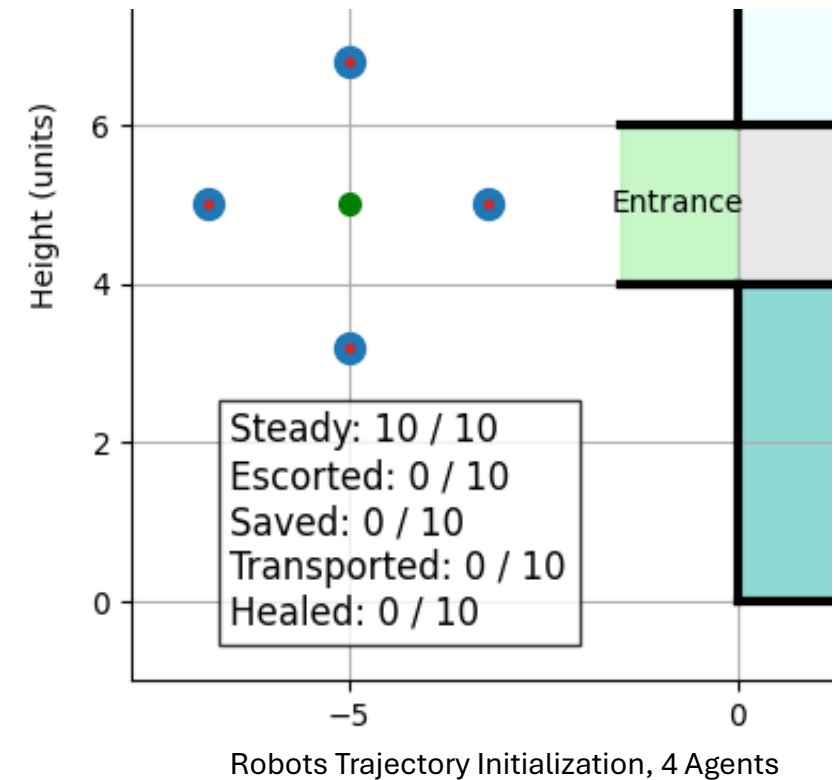 Height (units)
6
4
2
0
Entrance
Steady: 10 / 10
Escorted: 0 / 10
Saved: 0 / 10
Transported: 0 / 10
Healed: 0 / 10
−5
0
Robots Trajectory Initialization, 4 Agents